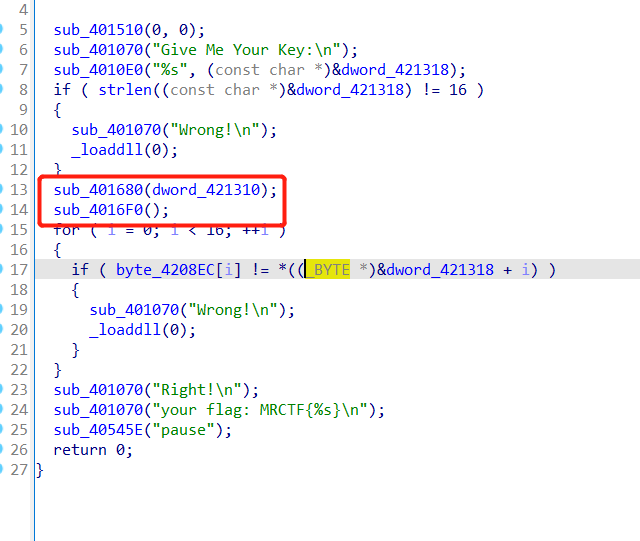 4
5 sub_401510(0, 0);
6 sub_401070("Give Me Your Key:\n");
7 sub_4010E0("%s", (const char *)&dword_421318);
8 if ( strlen((const char *)&dword_421318) != 16 )
9 {
10 sub_401070("Wrong!\n");
11 _loaddll(0);
12 }
13 sub_401680(dword_421310);
14 sub_4016F0();
15 for ( i = 0; i < 16; ++i )
16 {
17 if ( byte_4208EC[i] != *((_BYTE *)&dword_421318 + i) )
18 {
19 sub_401070("Wrong!\n");
20 _loaddll(0);
21 }
22 }
23 sub_401070("Right!\n");
24 sub_401070("your flag: MRCTF{%s}\n");
25 sub_40545E("pause");
26 return 0;
27 }